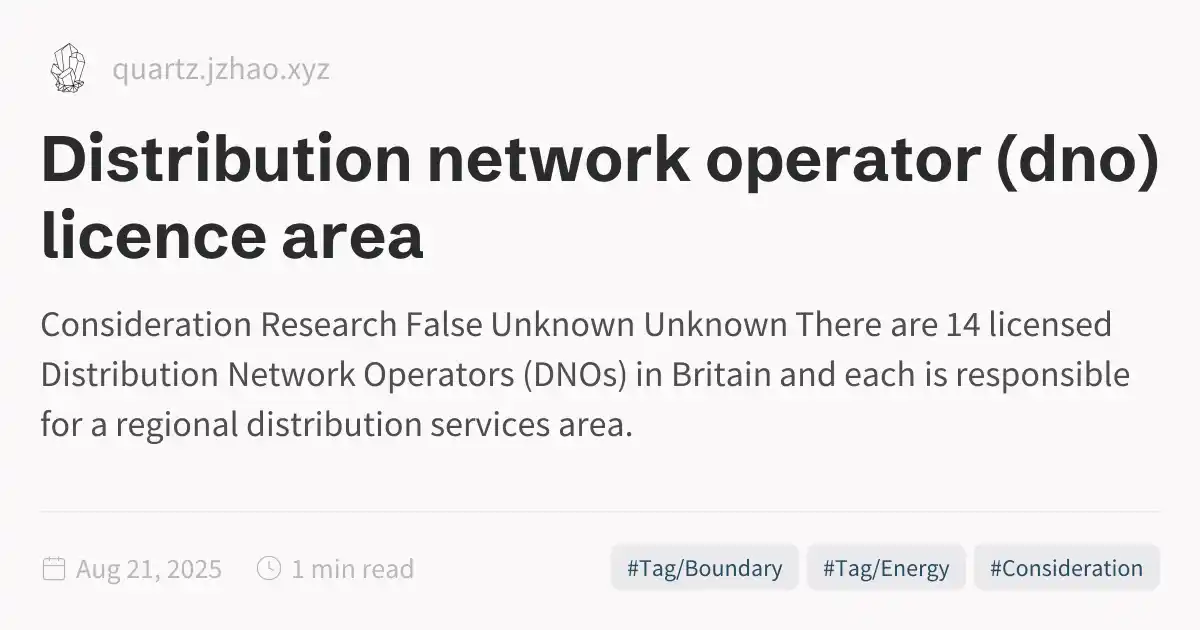 quartz.jzhao.xyz
Distribution network operator (dno)
licence area
Consideration Research False Unknown Unknown There are 14 licensed
Distribution Network Operators (DNOs) in Britain and each is responsible
for a regional distribution services area.
Aug 21, 2025 1 min read #Tag/Boundary #Tag/Energy #Consideration